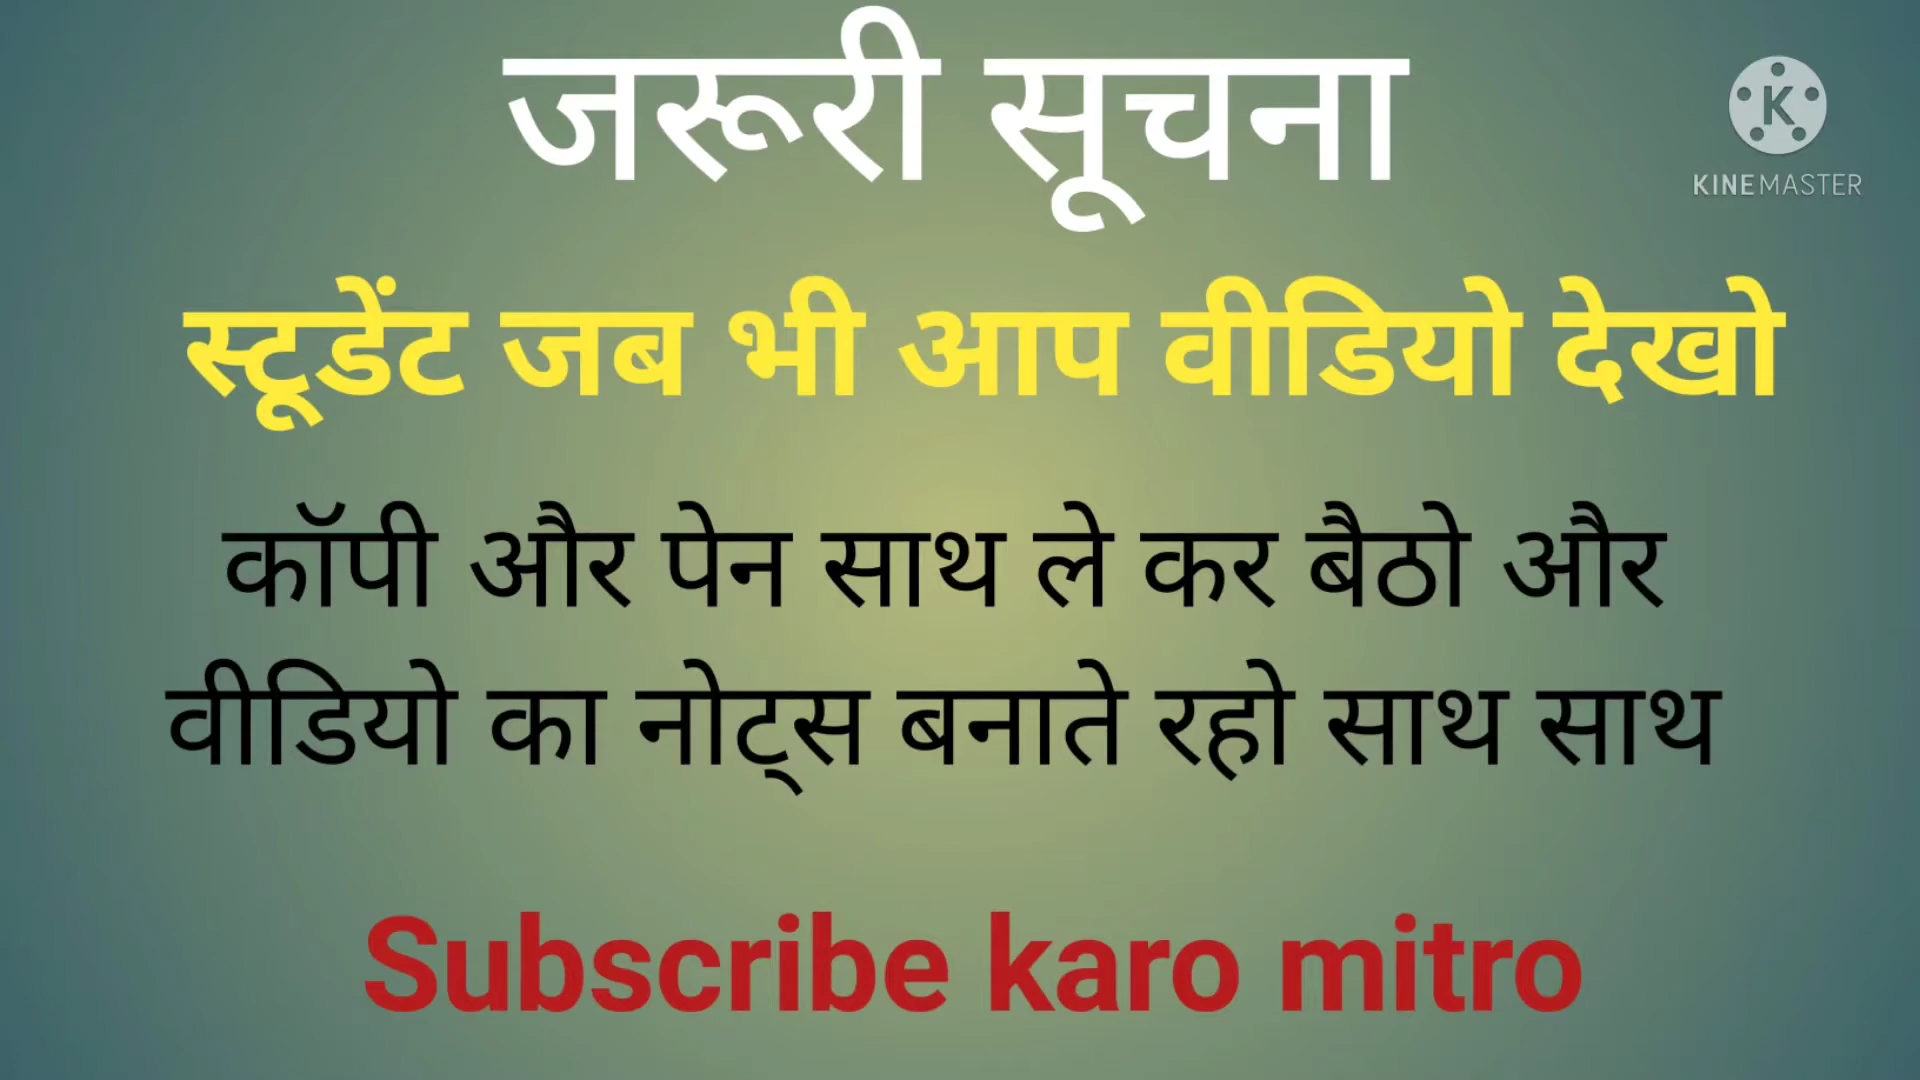 जरूरी सूचना
K
KINEMASTER
स्टूडेंट जब भी आप वीडियो देखो
कॉपी और पेन साथ ले कर बैठो और
वीडियो का नोट्स बनाते रहो साथ साथ
Subscribe karo mitro